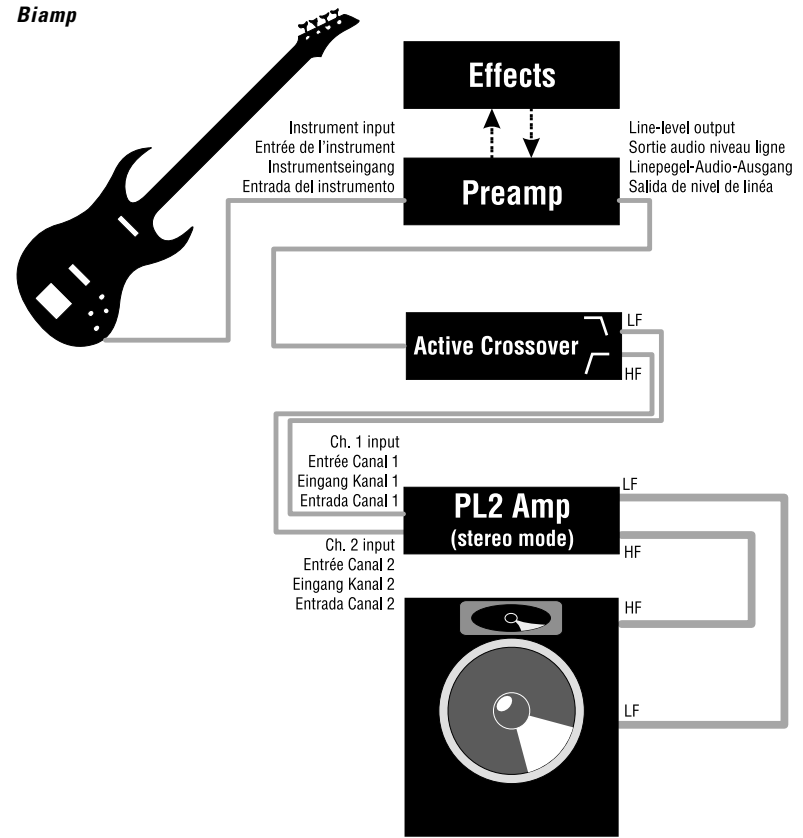 Biamp
Effects
Instrument input
Entrée de l'instrument
Instrumentseingang
Entrada del instrumento
Preamp
Line-level output
Sortie audio niveau ligne
Linepegel-Audio-Ausgang
Salida de nivel de linéa
Active Crossover
LF
HF
Ch. 1 input
Entrée Canal 1
Eingang Kanal 1
Entrada Canal 1
PL2 Amp
(stereo mode)
LF
HF
Ch. 2 input
Entrée Canal 2
Eingang Kanal 2
Entrada Canal 2
HF
LF